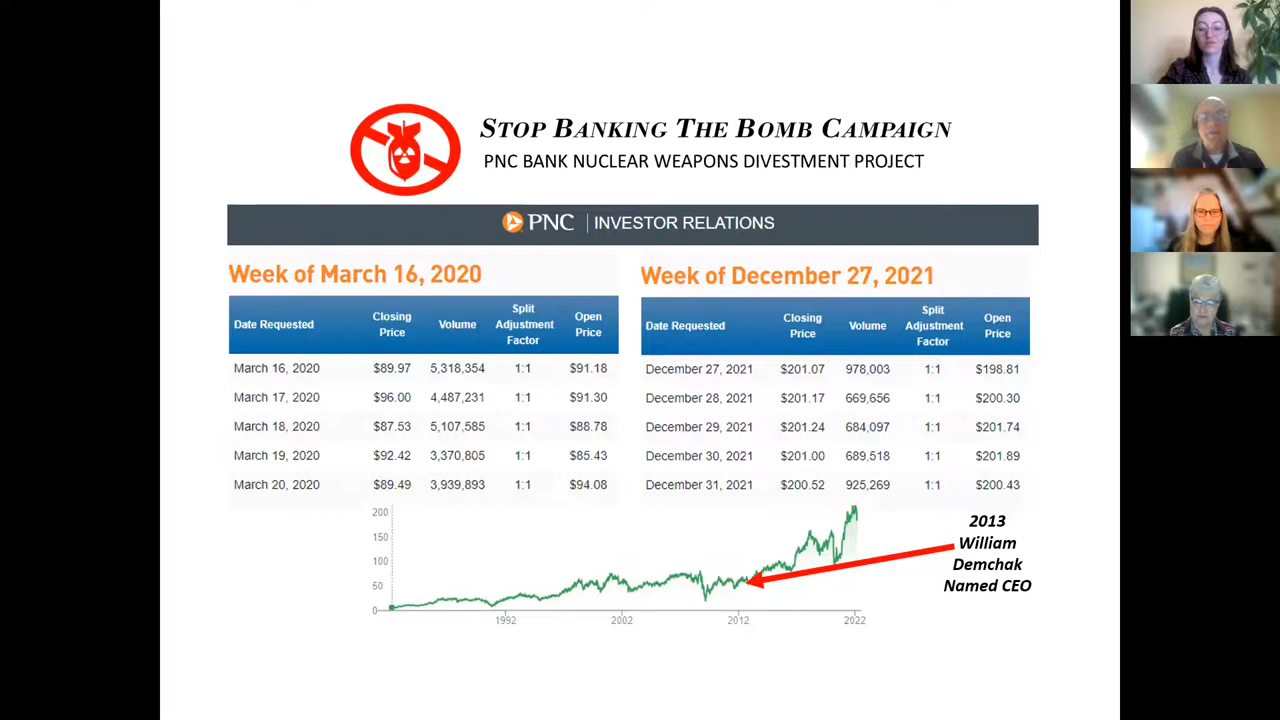 STOP BANKING THE BOMB CAMPAIGN
PNC BANK NUCLEAR WEAPONS DIVESTMENT PROJECT
PNC | INVESTOR RELATIONS
Week of March 16, 2020
Date Requested Closing Price Volume Split Adjustment Factor Open Price
March 16, 2020 $89.97 5,318,354 1:1 $91.18
March 17, 2020 $96.00 4,487,231 1:1 $91.30
March 18, 2020 $87.53 5,107,585 1:1 $88.78
March 19, 2020 $92.42 3,370,805 1:1 $85.43
March 20, 2020 $89.49 3,939,893 1:1 $94.08
Week of December 27, 2021
Date Requested Closing Price Volume Split Adjustment Factor Open Price
December 27, 2021 $201.07 978,003 1:1 $198.81
December 28, 2021 $201.17 669,656 1:1 $200.30
December 29, 2021 $201.24 684,097 1:1 $201.74
December 30, 2021 $201.00 689,518 1:1 $201.89
December 31, 2021 $200.52 925,269 1:1 $200.43
200
150
100
50
0
1992 2002 2012 2022
2013
William
Demchak
Named CEO